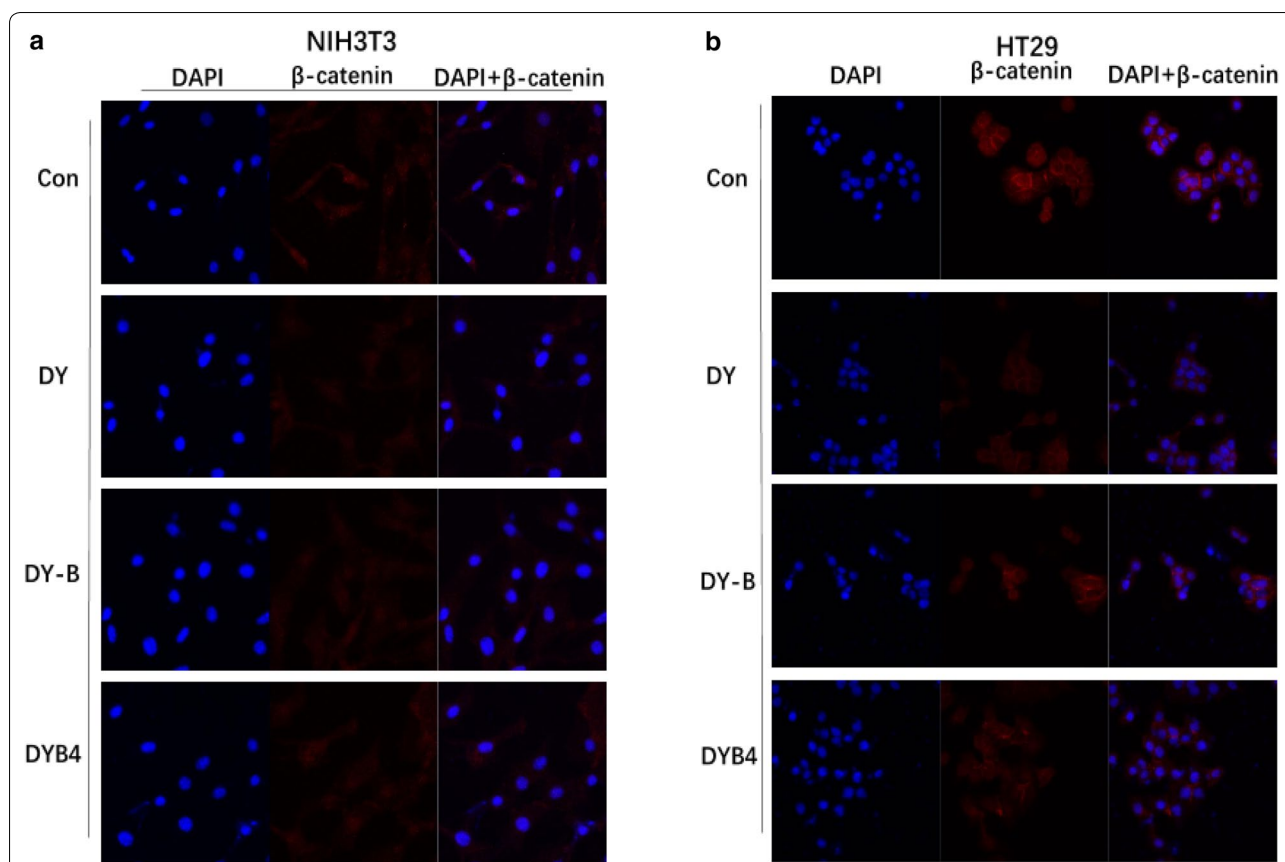 a
NIH3T3
DAPI β-catenin DAPI+β-catenin
Con
DY
DY-B
DYB4
b
HT29
DAPI β-catenin DAPI+β-catenin
Con
DY
DY-B
DYB4